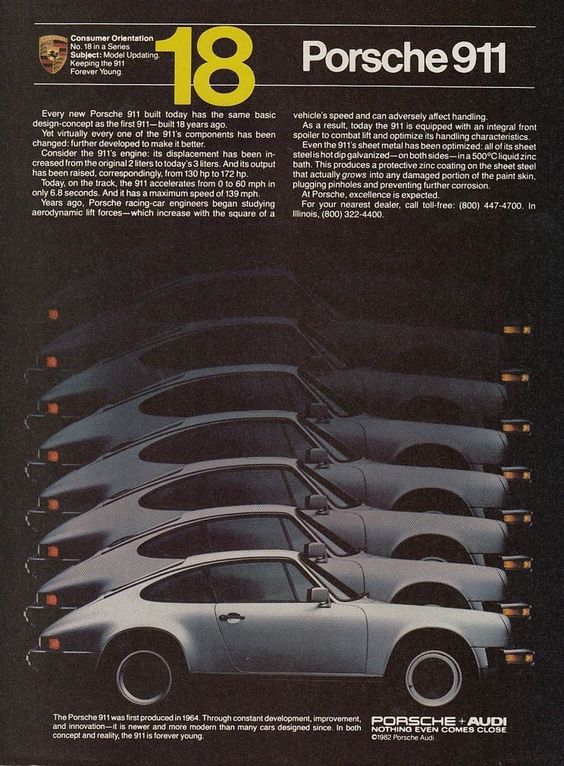 Consumer Orientation
No. 18 in a Series
Subject: Model Updating.
Keeping the 911
Forever Young.
18
Porsche 911
Every new Porsche 911 built today has the same basic
design-concept as the first 911—built 18 years ago.
Yet virtually every one of the 911's components has been
changed: further developed to make it better.
Consider the 911's engine: its displacement has been in-
creased from the original 2 liters to today's 3 liters. And its output
has been raised, correspondingly, from 130 hp to 172 hp.
Today, on the track, the 911 accelerates from 0 to 60 mph in
only 6.8 seconds. And it has a maximum speed of 139 mph.
Years ago, Porsche racing-car engineers began studying
aerodynamic lift forces—which increase with the square of a
vehicle's speed and can adversely affect handling.
As a result, today the 911 is equipped with an integral front
spoiler to combat lift and optimize its handling characteristics.
Even the 911's sheet metal has been optimized: all of its sheet
steel is hot dip galvanized—on both sides—in a 500°C liquid zinc
bath. This produces a protective zinc coating on the sheet steel
that actually grows into any damaged portion of the paint skin,
plugging pinholes and preventing further corrosion.
At Porsche, excellence is expected.
For your nearest dealer, call toll-free: (800) 447-4700. In
Illinois, (800) 322-4400.
The Porsche 911 was first produced in 1964. Through constant development, improvement,
and innovation—it is newer and more modern than many cars designed since. In both
concept and reality, the 911 is forever young.
PORSCHE + AUDI
NOTHING EVEN COMES CLOSE
©1982 Porsche Audi